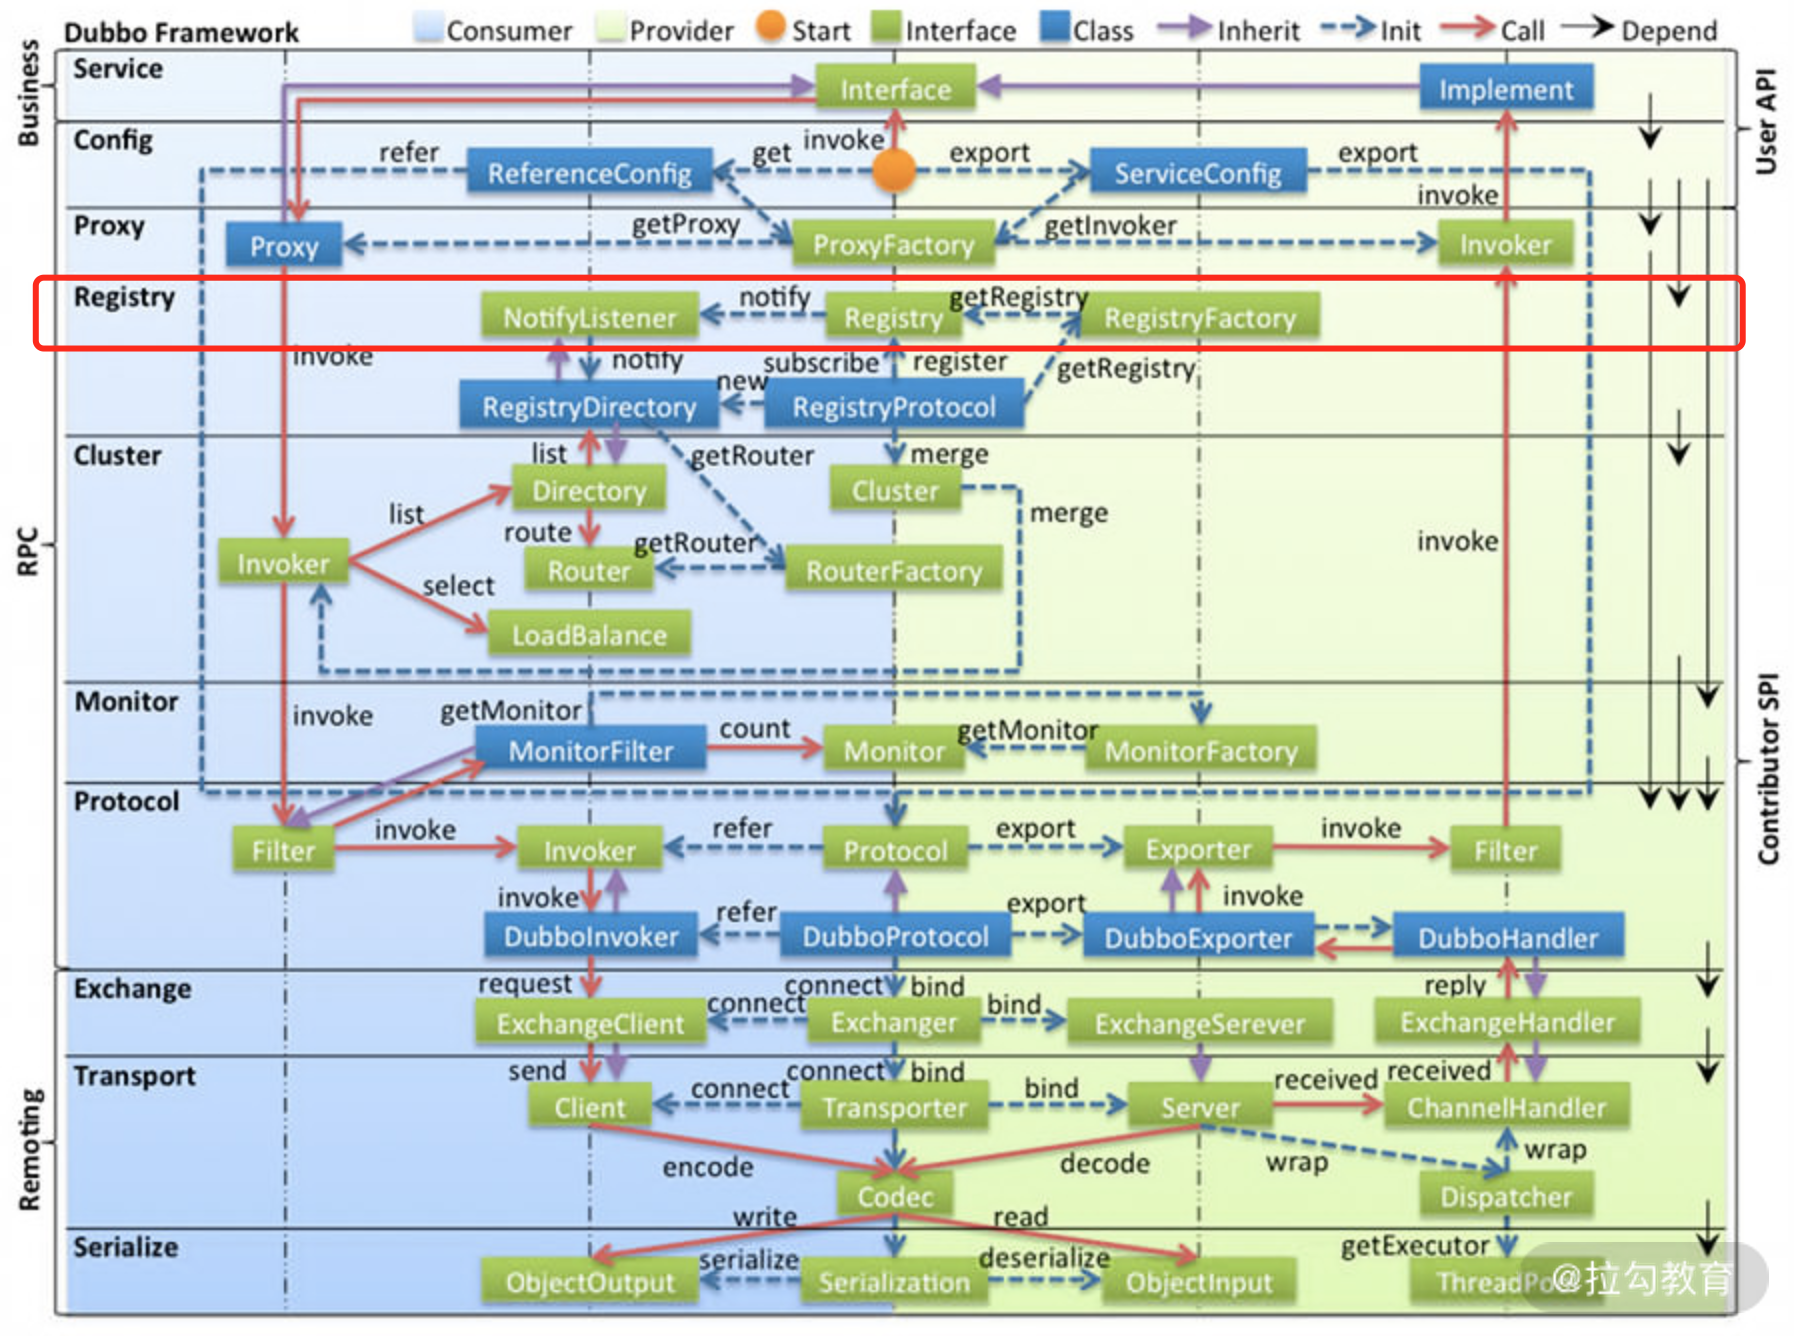 Dubbo Framework
Consumer
Provider
Start
Interface
Class
Inherit
Init
Call
Depend
Business
RPC
Remoting
User API
Contributor SPI
Service
Interface
Implement
Config
refer
ReferenceConfig
get
invoke
export
ServiceConfig
export
invoke
Proxy
Proxy
getProxy
ProxyFactory
getInvoker
Invoker
Registry
NotifyListener
notify
Registry
getRegistry
RegistryFactory
invoke
notify
subscribe
register
getRegistry
RegistryDirectory
new
RegistryProtocol
Cluster
list
getRouter
merge
Directory
Cluster
list
route
getRouter
merge
invoke
Invoker
Router
RouterFactory
select
LoadBalance
Monitor
invoke
getMonitor
MonitorFilter
count
Monitor
getMonitor
MonitorFactory
Protocol
Filter
invoke
Invoker
refer
Protocol
export
Exporter
invoke
Filter
invoke
DubboInvoker
refer
DubboProtocol
export
invoke
DubboExporter
DubboHandler
Exchange
request
connect
bind
reply
ExchangeClient
connect
Exchanger
bind
ExchangeSerever
ExchangeHandler
Transport
send
connect
bind
received
Client
connect
Transporter
bind
Server
received
ChannelHandler
encode
decode
wrap
wrap
Codec
Dispatcher
write
read
Serialize
serialize
deserialize
getExecutor
ObjectOutput
Serialization
ObjectInput
@拉勾教育